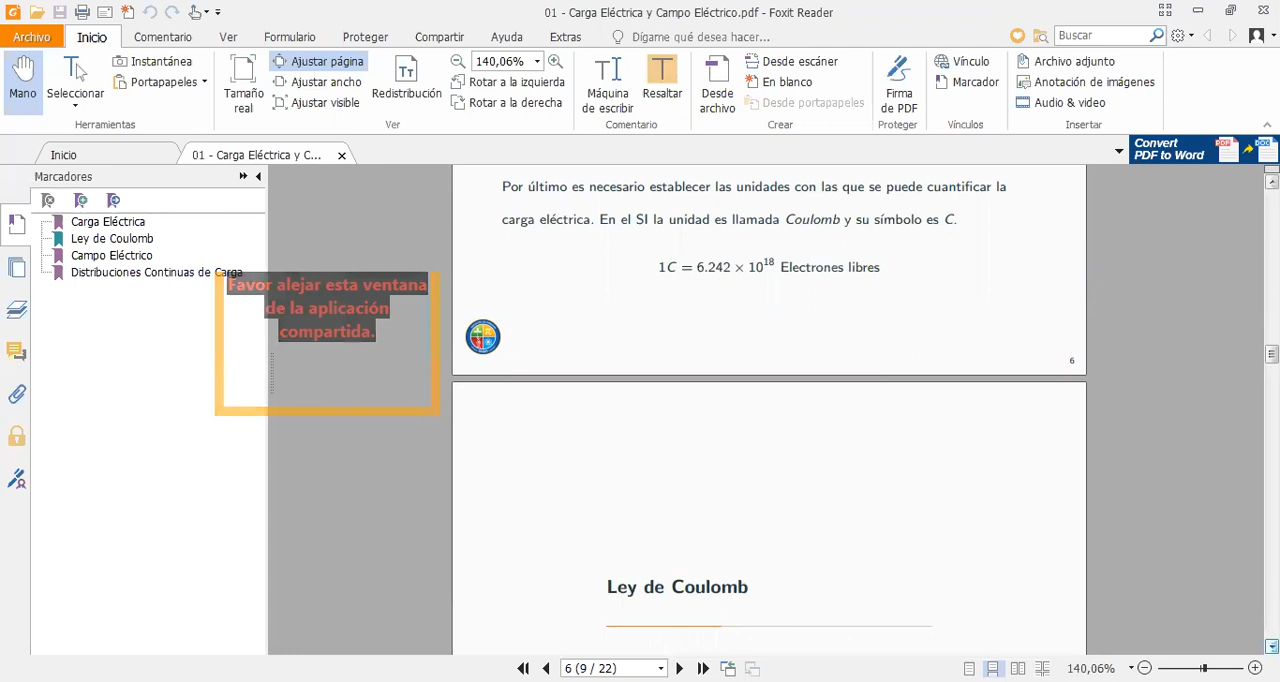 01 - Carga Eléctrica y Campo Eléctrico.pdf - Foxit Reader
Archivo Inicio Comentario Ver Formulario Proteger Compartir Ayuda Extras Dígame qué desea hacer... Buscar
Mano
Seleccionar
Instantánea
Portapapeles
Herramientas
Tamaño real
Ajustar página
Ajustar ancho
Ajustar visible
Redistribución
140,06%
Rotar a la izquierda
Rotar a la derecha
Ver
Máquina de escribir
Resaltar
Comentario
Desde archivo
Desde escáner
En blanco
Desde portapapeles
Crear
Firma de PDF
Proteger
Vínculo
Marcador
Vínculos
Archivo adjunto
Anotación de imágenes
Audio & video
Insertar
Inicio
01 - Carga Eléctrica y C...
Convert
PDF to Word
Marcadores
Carga Eléctrica
Ley de Coulomb
Campo Eléctrico
Distribuciones Continuas de Carga
Favor alejar esta ventana
de la aplicación
compartida.
Por último es necesario establecer las unidades con las que se puede cuantificar la
carga eléctrica. En el SI la unidad es llamada Coulomb y su símbolo es C.
1C = 6.242 × 10¹⁸ Electrones libres
6
Ley de Coulomb
6 (9 / 22)
140,06%